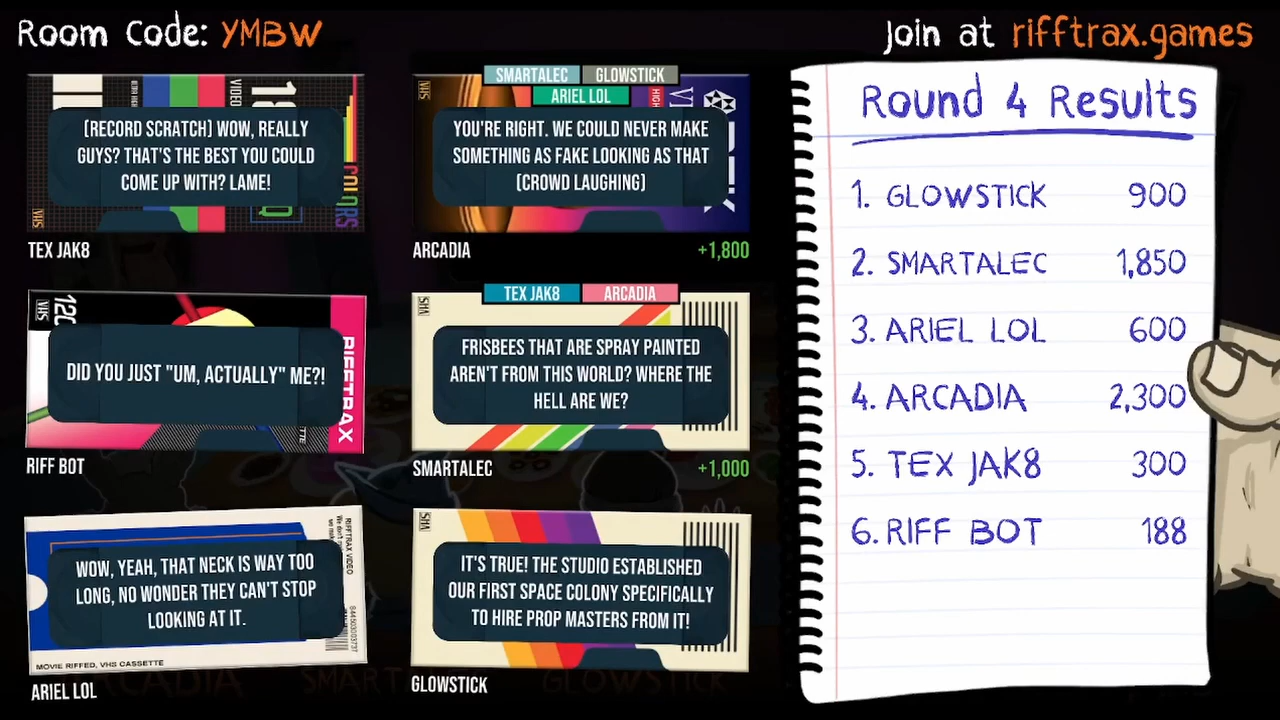 Room Code: YMBW
Join at rifftrax.games
[RECORD SCRATCH] WOW, REALLY
GUYS? THAT'S THE BEST YOU COULD
COME UP WITH? LAME!
TEX JAK8
SMARTALEC
GLOWSTICK
ARIEL LOL
YOU'RE RIGHT. WE COULD NEVER MAKE
SOMETHING AS FAKE LOOKING AS THAT
[CROWD LAUGHING]
ARCADIA
+1,800
DID YOU JUST "UM, ACTUALLY" ME?!
RIFFTRAX
RIFF BOT
TEX JAK8
ARCADIA
FRISBEES THAT ARE SPRAY PAINTED
AREN'T FROM THIS WORLD? WHERE THE
HELL ARE WE?
SMARTALEC
+1,000
WOW, YEAH, THAT NECK IS WAY TOO
LONG, NO WONDER THEY CAN'T STOP
LOOKING AT IT.
RIFFTRAX VIDEO
MOVIE RIFFED, VHS CASSETTE
ARIEL LOL
IT'S TRUE! THE STUDIO ESTABLISHED
OUR FIRST SPACE COLONY SPECIFICALLY
TO HIRE PROP MASTERS FROM IT!
GLOWSTICK
Round 4 Results
1. GLOWSTICK 900
2. SMARTALEC 1,850
3. ARIEL LOL 600
4. ARCADIA 2,300
5. TEX JAK8 300
6. RIFF BOT 188